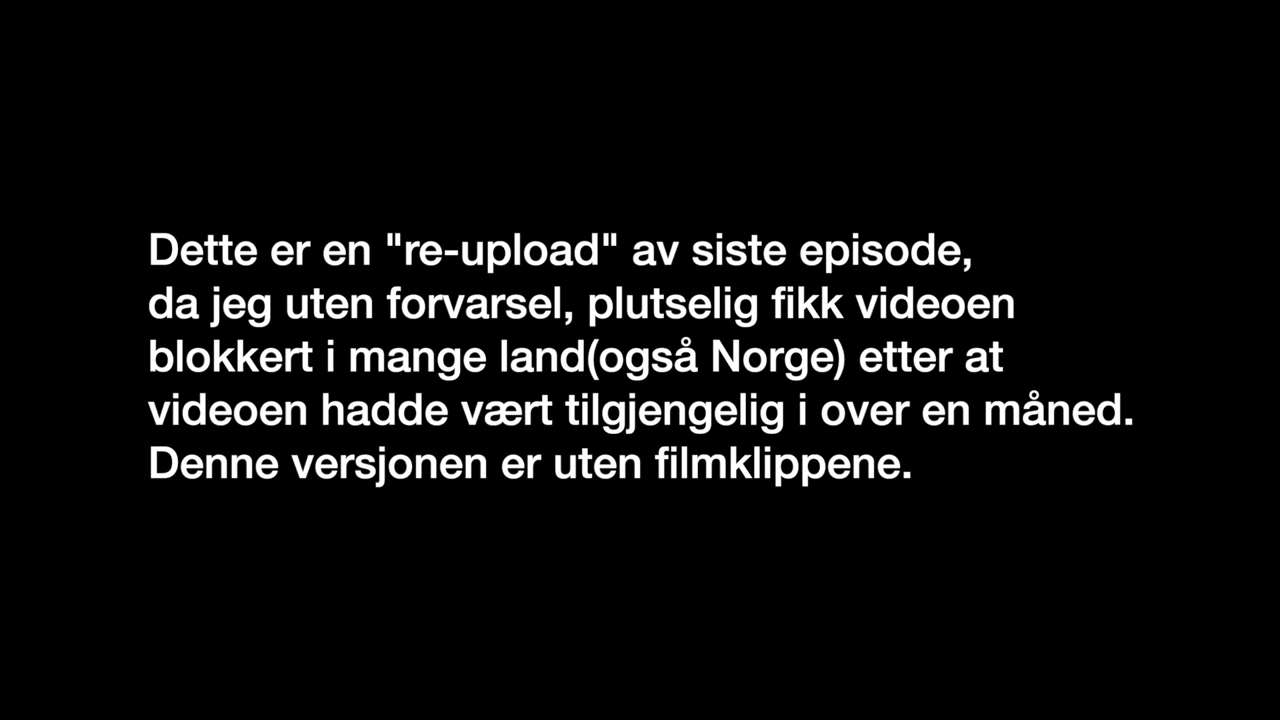 Dette er en "re-upload" av siste episode,
da jeg uten forvarsel, plutselig fikk videoen
blokkert i mange land(også Norge) etter at
videoen hadde vært tilgjengelig i over en måned.
Denne versjonen er uten filmklippene.